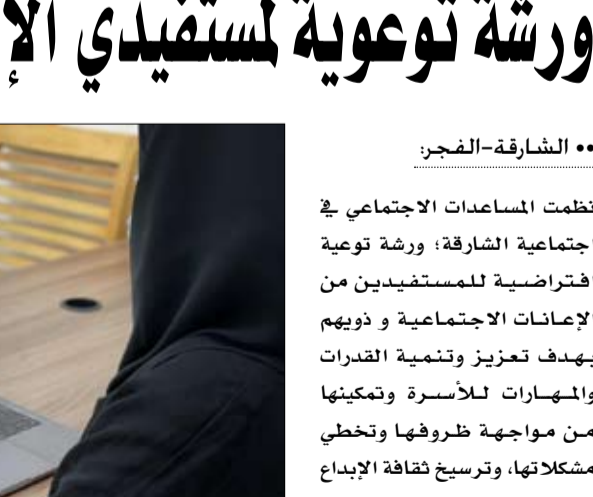 ورشة توعوية لمستفيدي الإ
•• الشارقة-الفجر:
نظمت المساعدات الاجتماعي في
اجتماعية الشارقة؛ ورشة توعية
افتراضية للمستفيدين من
الإعانات الاجتماعية و ذويهم
بهدف تعزيز وتنمية القدرات
والمهارات للأسرة وتمكينها
من مواجهة ظروفها وتخطي
مشكلاتها، وترسيخ ثقافة الإبداع